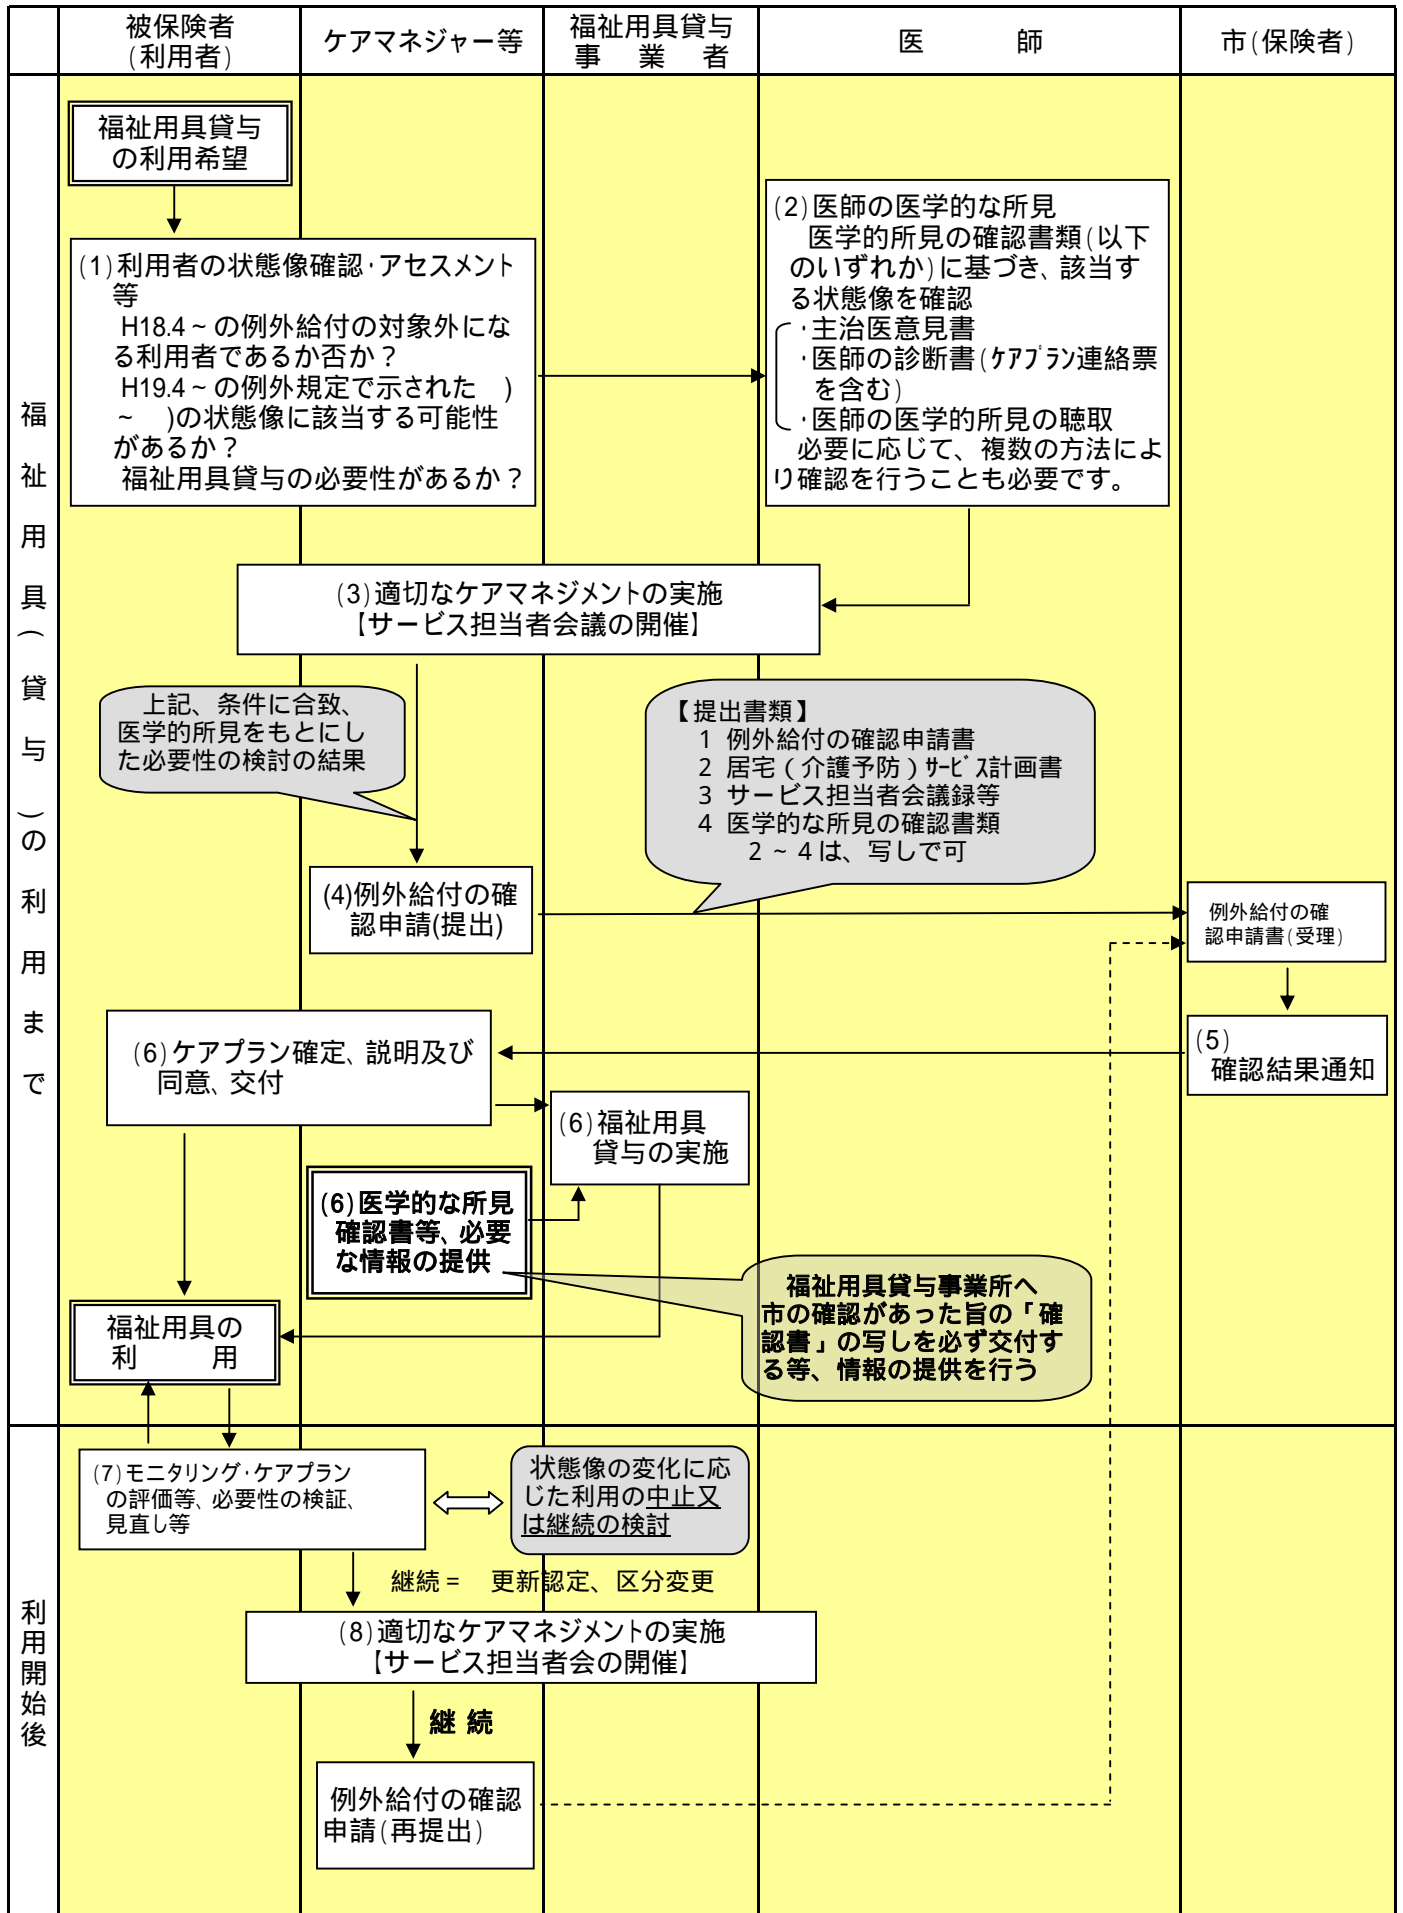 被保険者
(利用者)
ケアマネジャー等
福祉用具貸与
事　業　者
医　　　師
市(保険者)
福祉用具(貸与)の利用まで
福祉用具貸与
の利用希望
(1)利用者の状態像確認・アセスメント
等
H18.4～の例外給付の対象外にな
る利用者であるか否か？
H19.4～の例外規定で示された　)
～　)の状態像に該当する可能性
があるか？
福祉用具貸与の必要性があるか？
(2)医師の医学的な所見
医学的所見の確認書類(以下
のいずれか)に基づき、該当す
る状態像を確認
・主治医意見書
・医師の診断書(ケアプラン連絡票
を含む)
・医師の医学的所見の聴取
必要に応じて、複数の方法によ
り確認を行うことも必要です。
(3)適切なケアマネジメントの実施
【サービス担当者会議の開催】
上記、条件に合致、
医学的所見をもとにし
た必要性の検討の結果
【提出書類】
1 例外給付の確認申請書
2 居宅(介護予防)サービス計画書
3 サービス担当者会議録等
4 医学的な所見の確認書類
2～4は、写しで可
(4)例外給付の確
認申請(提出)
例外給付の確
認申請書(受理)
(5)
確認結果通知
(6)ケアプラン確定、説明及び
同意、交付
(6)福祉用具
貸与の実施
(6)医学的な所見
確認書等、必要
な情報の提供
福祉用具貸与事業所へ
市の確認があった旨の「確
認書」の写しを必ず交付す
る等、情報の提供を行う
福祉用具の
利　　用
利用開始後
(7)モニタリング・ケアプラン
の評価等、必要性の検証、
見直し等
状態像の変化に応
じた利用の中止又
は継続の検討
継続＝　更新認定、区分変更
(8)適切なケアマネジメントの実施
【サービス担当者会の開催】
継 続
例外給付の確認
申請(再提出)